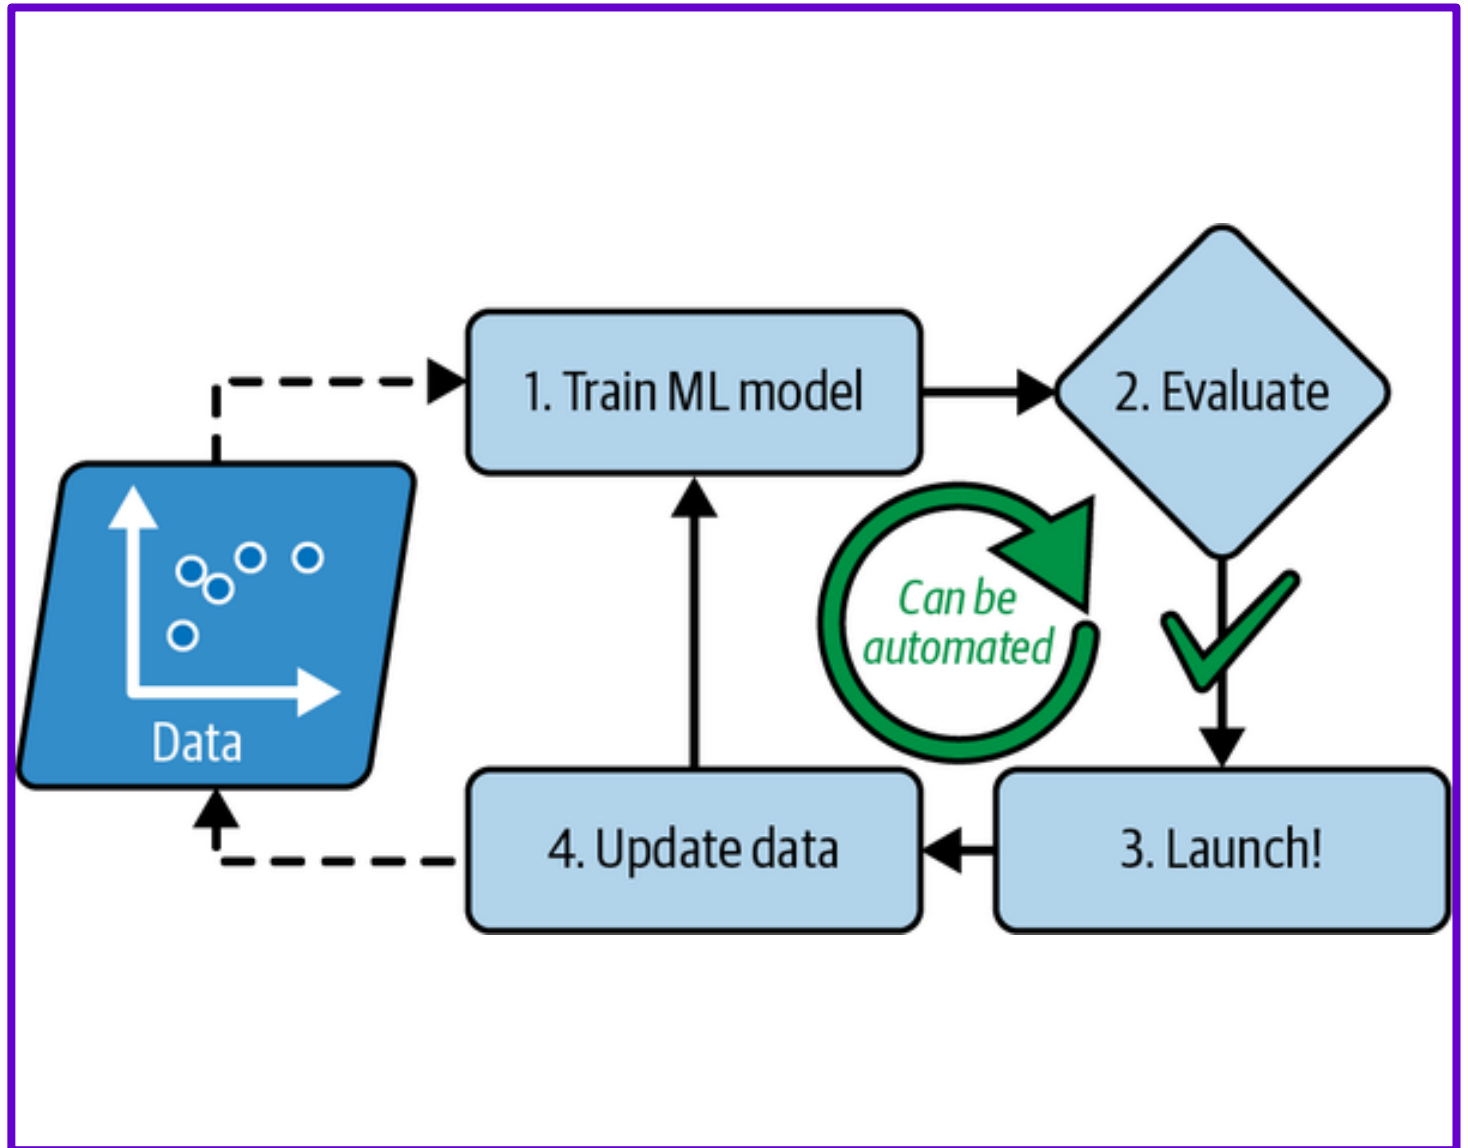 1. Train ML model
2. Evaluate
Can be
automated
Data
4. Update data
3. Launch!